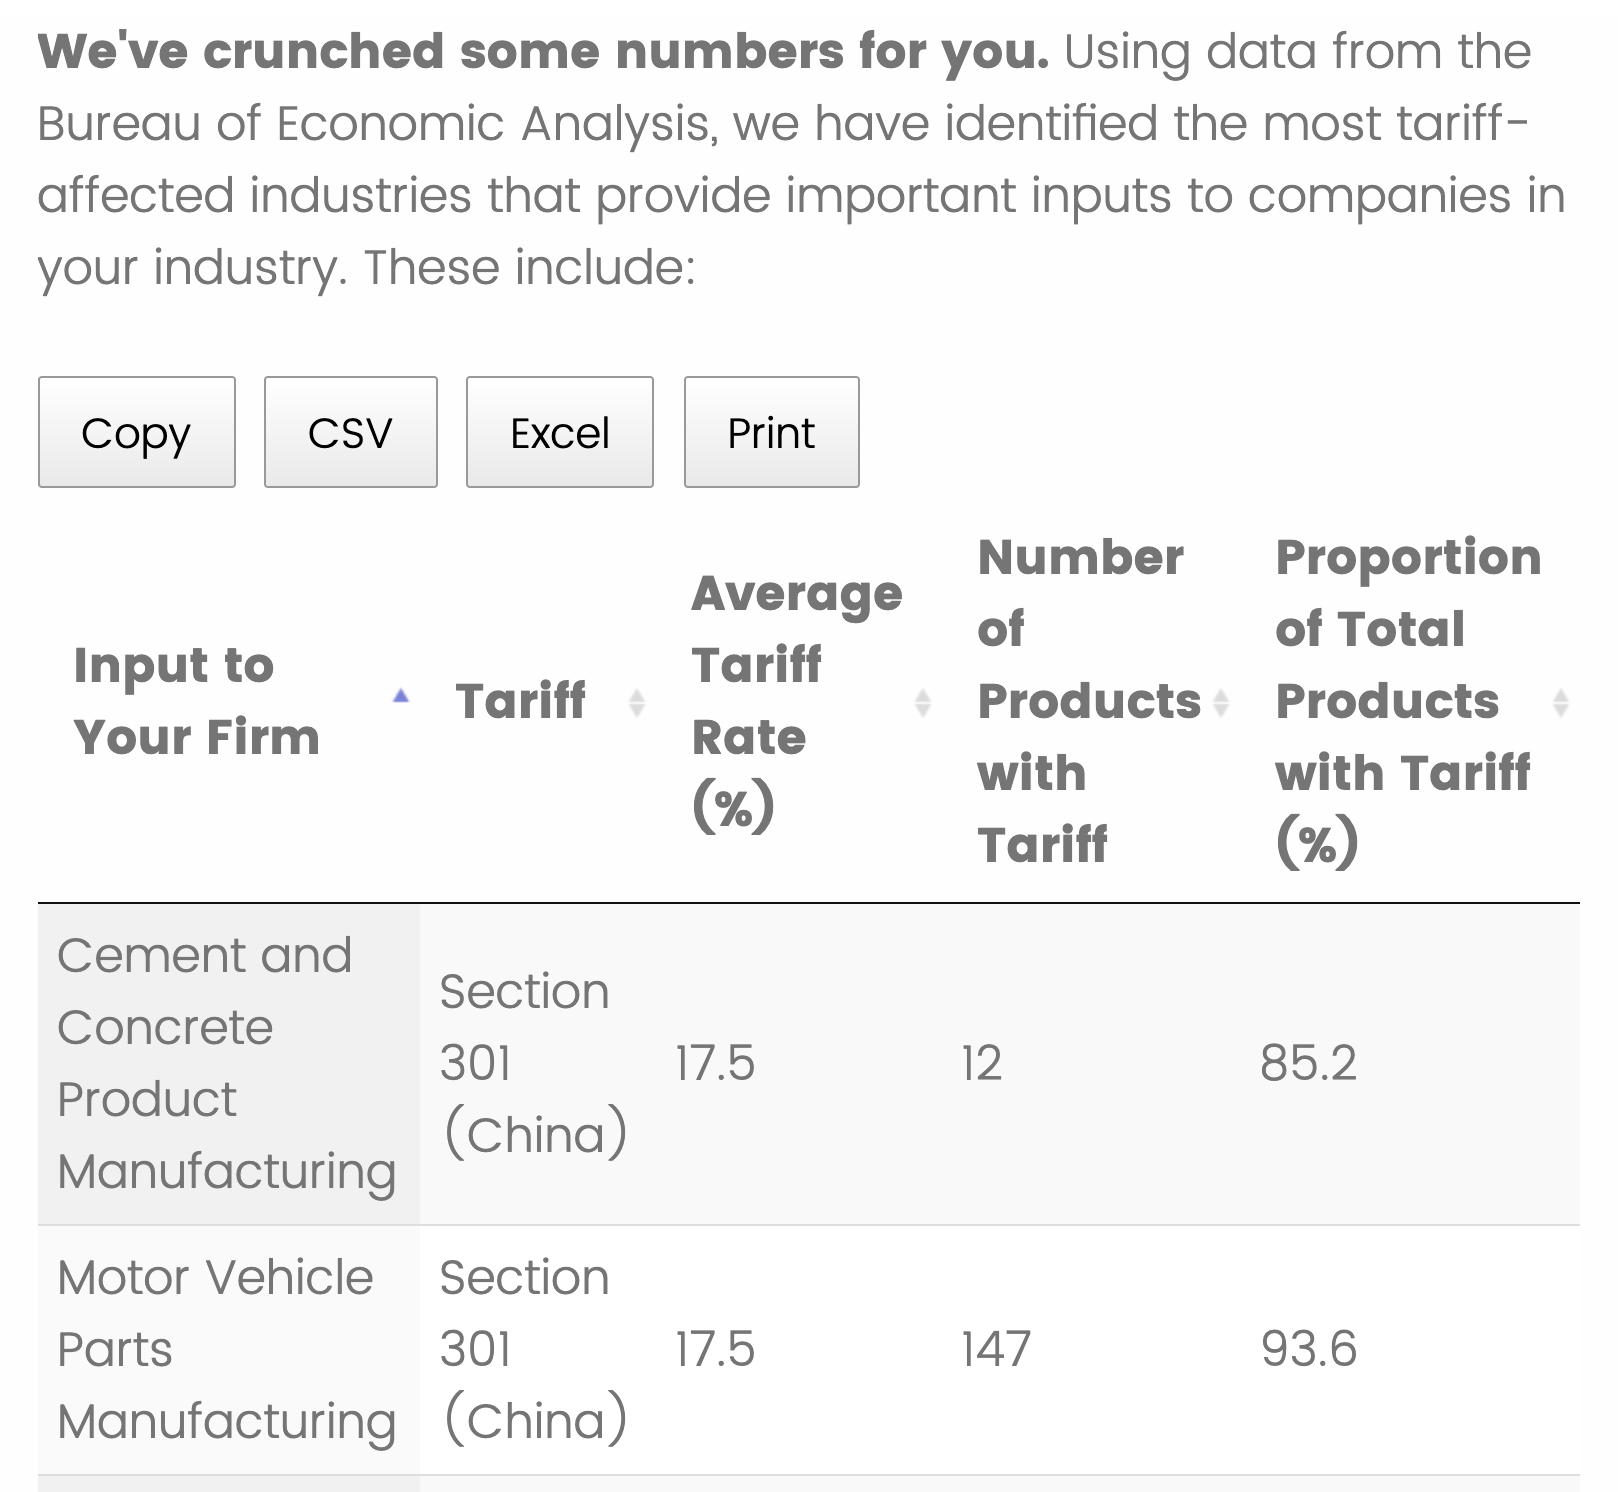 We've crunched some numbers for you. Using data from the
Bureau of Economic Analysis, we have identified the most tariff-
affected industries that provide important inputs to companies in
your industry. These include:
Copy
CSV
Excel
Print
Input to
Your Firm
Tariff
Average
Tariff
Rate
(%)
Number
of
Products
with
Tariff
Proportion
of Total
Products
with Tariff
(%)
Cement and
Concrete
Product
Manufacturing
Section
301
(China)
17.5
12
85.2
Motor Vehicle
Parts
Manufacturing
Section
301
(China)
17.5
147
93.6